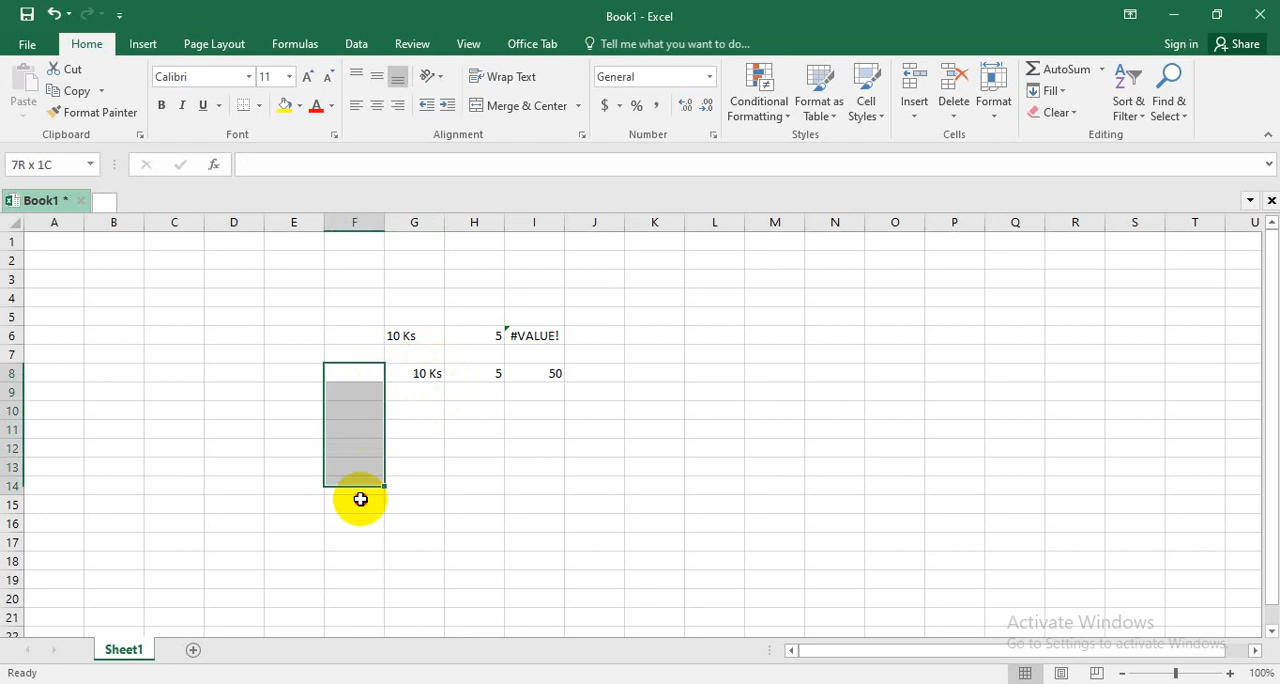 Book1 - Excel
File Home Insert Page Layout Formulas Data Review View Office Tab Tell me what you want to do... Sign in Share
Paste Cut Copy Format Painter Clipboard
Calibri 11 B I U A Font
Wrap Text Merge & Center Alignment
General $ % , Number
Conditional Formatting Format as Table Cell Styles Styles
Insert Delete Format Cells
AutoSum Fill Clear Sort & Filter Find & Select Editing
7R x 1C fx
Book1 *
A B C D E F G H I J K L M N O P Q R S T U
1
2
3
4
5
6 10 Ks 5 #VALUE!
7
8 10 Ks 5 50
9
10
11
12
13
14
15
16
17
18
19
20
21
22
Activate Windows
Go to Settings to activate Windows.
Sheet1
Ready 100%